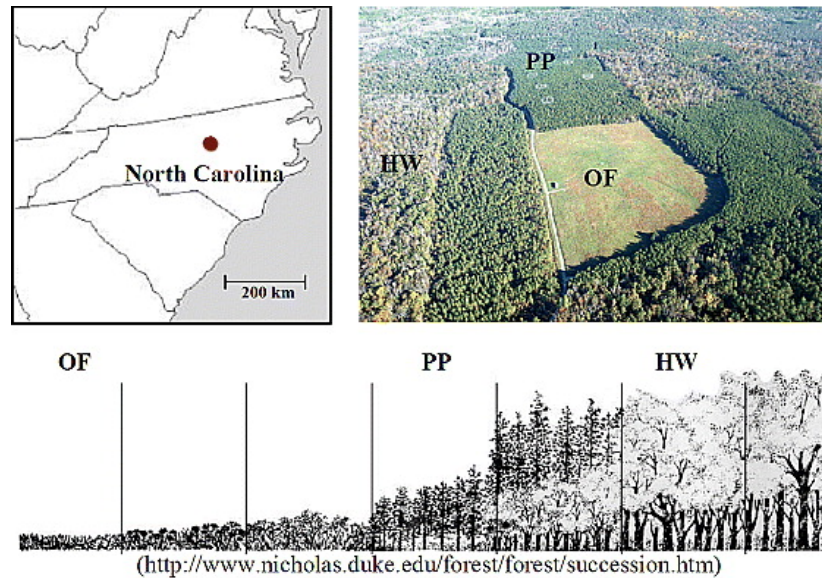 North Carolina
200 km
PP
HW
OF
OF
PP
HW
(http://www.nicholas.duke.edu/forest/forest/succession.htm)